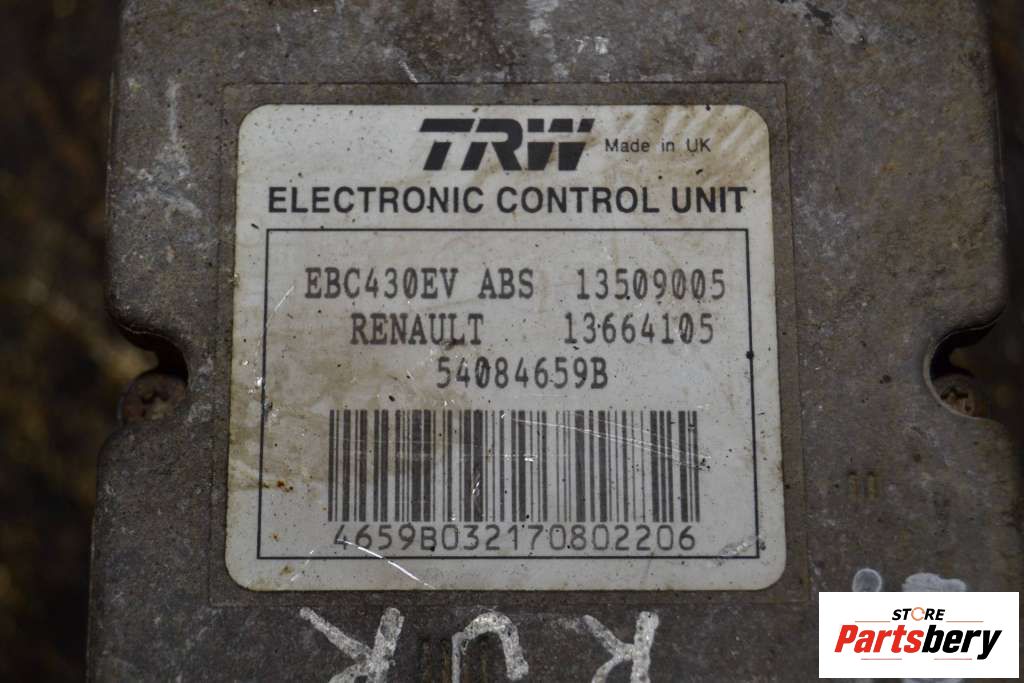 TRW Made in UK
ELECTRONIC CONTROL UNIT
EBC430EV ABS 13509005
RENAULT 13664105
54084659B
4659B032170802206
STORE
Partsbery